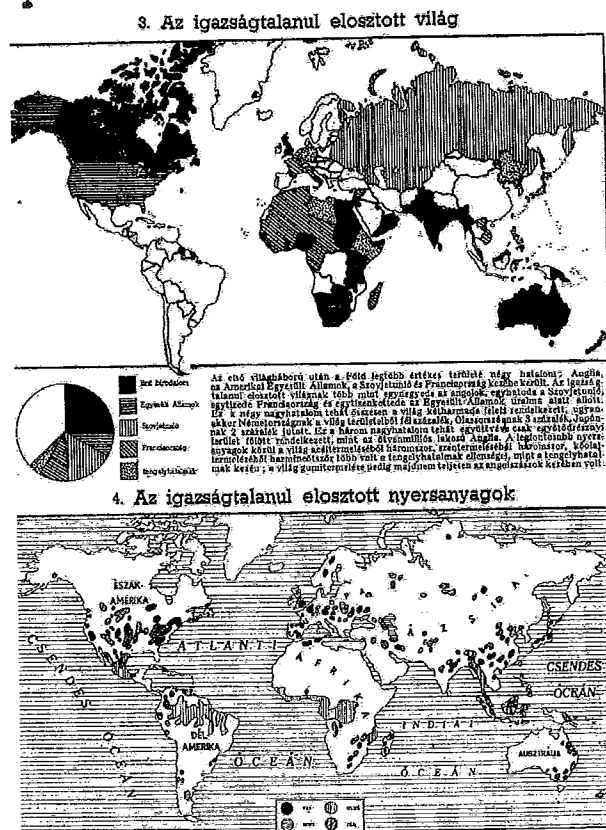 3. Az igazságtalanul elosztott világ
Brit birodalom
Egyesült Államok
Szovjetunió
Franciaország
tengelyhatalmak
Az első világháború után a Föld legtöbb értékes területe négy hatalom: Anglia,
az Amerikai Egyesült Államok, a Szovjetunió és Franciaország kezébe került. Az igazság-
talanul elosztott világnak több mint egynegyede az angolok, egyhatoda a Szovjetunió,
egytizede Franciaország és egytizenkettede az Egyesült Államok uralma alatt állott.
Ez a négy nagyhatalom tehát összesen a világ kétharmada felett rendelkezett, ugyan-
akkor Németországnak a világ területeiből fél százalék, Olaszországnak 3 százalék, Japán-
nak 2 százalék jutott. Ez a három nagyhatalom tehát együttvéve csak egyötödrésznyi
terület fölött rendelkezett, mint az ötvenmilliós lakosú Anglia. A legfontosabb nyers-
anyagok közül a világ acéltermeléséből háromszor, széntermeléséből háromszor, kőolaj-
termeléséből harmincötször több volt a tengelyhatalmak ellenségei, mint a tengelyhatal-
mak kezén; a világ gumitermelése pedig majdnem teljesen az angolszászok kezében volt.
4. Az igazságtalanul elosztott nyersanyagok
ÉSZAK-
AMERIKA
CSENDES
ÓCEÁN
ATLANTI
ÓCEÁN
DÉL
AMERIKA
AFRIKA
ÁZSIA
INDIAI
ÓCEÁN
CSENDES
ÓCEÁN
AUSZTRÁLIA